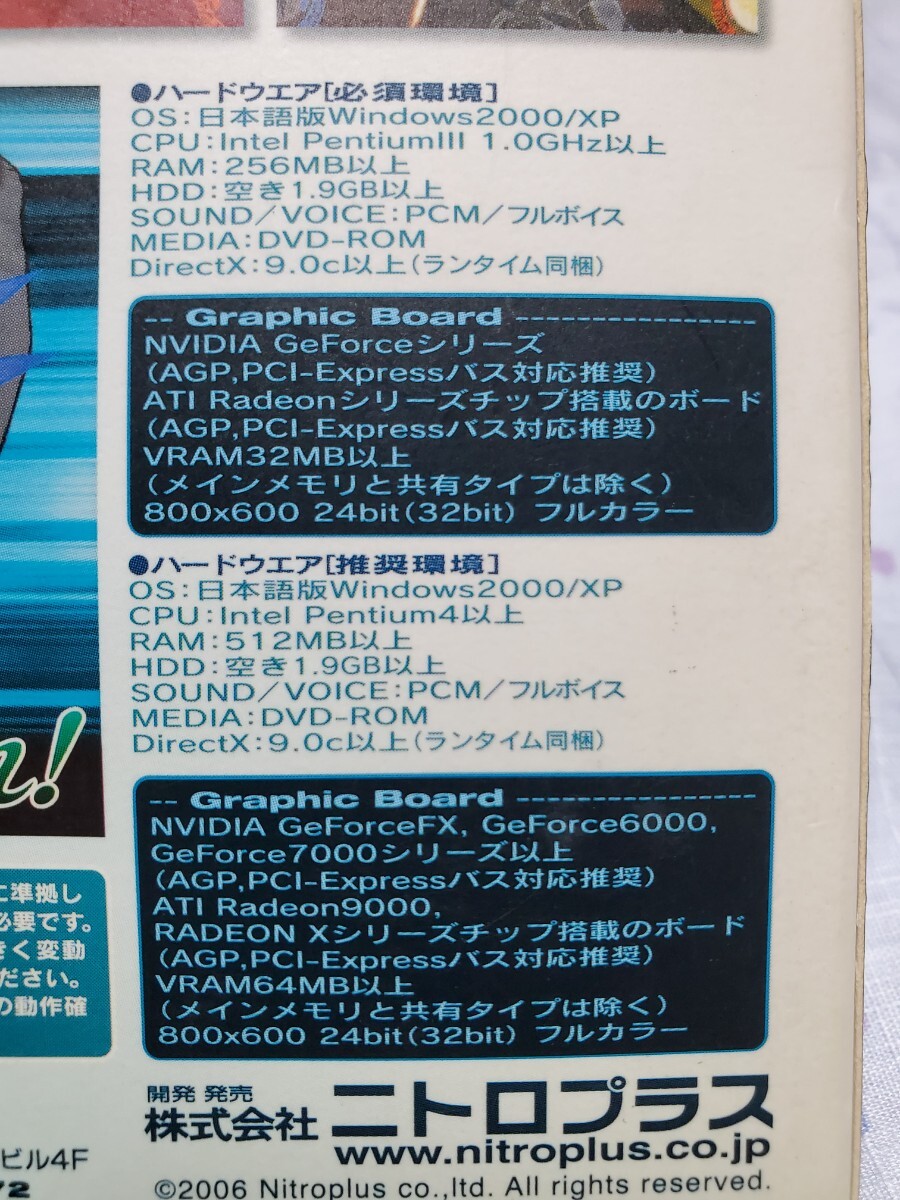 ●ハードウエア[必須環境]
OS:日本語版Windows2000/XP
CPU:Intel PentiumIII 1.0GHz以上
RAM:256MB以上
HDD:空き1.9GB以上
SOUND/VOICE:PCM/フルボイス
MEDIA:DVD-ROM
DirectX:9.0c以上(ランタイム同梱)
-- Graphic Board -----------------
NVIDIA GeForceシリーズ
(AGP,PCI-Expressバス対応推奨)
ATI Radeonシリーズチップ搭載のボード
(AGP,PCI-Expressバス対応推奨)
VRAM32MB以上
(メインメモリと共有タイプは除く)
800x600 24bit(32bit) フルカラー
●ハードウエア[推奨環境]
OS:日本語版Windows2000/XP
CPU:Intel Pentium4以上
RAM:512MB以上
HDD:空き1.9GB以上
SOUND/VOICE:PCM/フルボイス
MEDIA:DVD-ROM
DirectX:9.0c以上(ランタイム同梱)
-- Graphic Board -----------------
NVIDIA GeForceFX, GeForce6000,
GeForce7000シリーズ以上
(AGP,PCI-Expressバス対応推奨)
ATI Radeon9000,
RADEON Xシリーズチップ搭載のボード
(AGP,PCI-Expressバス対応推奨)
VRAM64MB以上
(メインメモリと共有タイプは除く)
800x600 24bit(32bit) フルカラー
に準拠し
必要です。
きく変動
ださい。
の動作確
開発 発売
株式会社 ニトロプラス
www.nitroplus.co.jp
ビル4F
72
©2006 Nitroplus co.,ltd. All rights reserved.